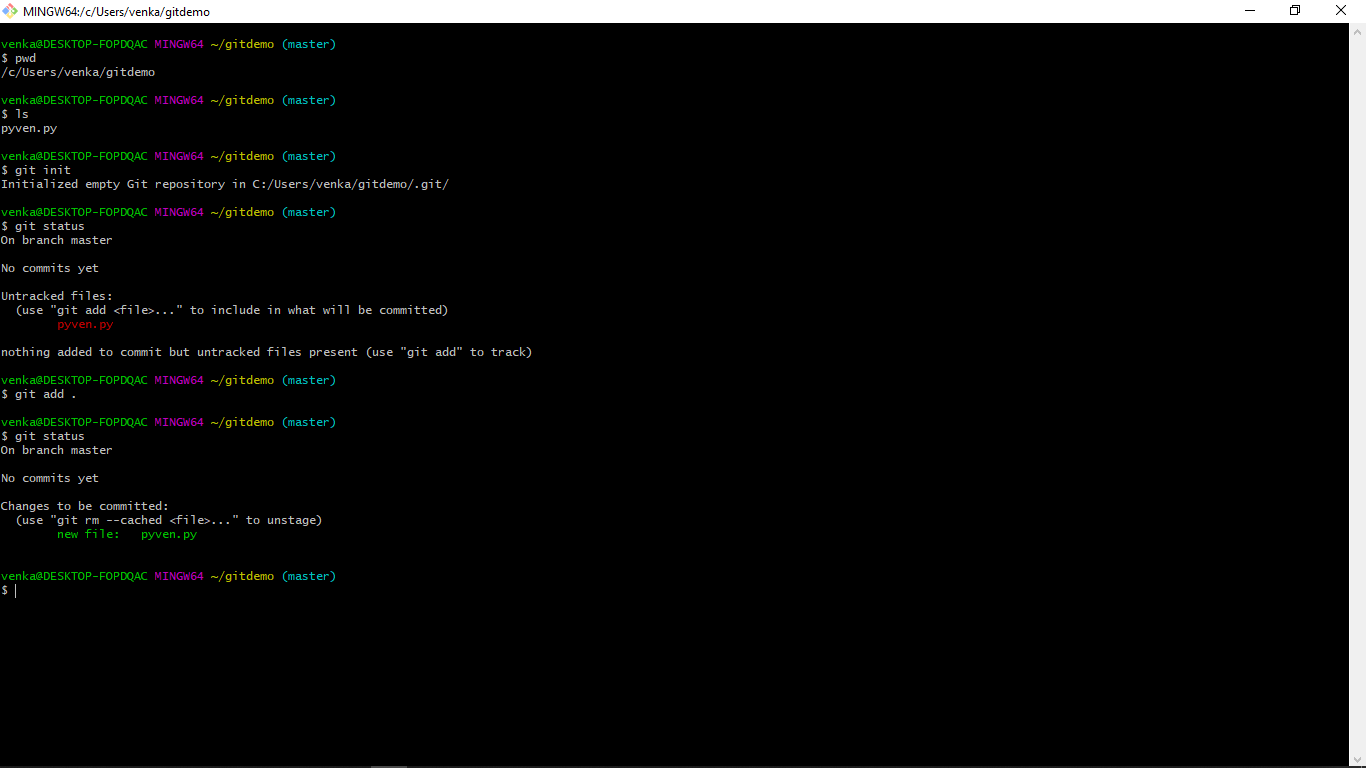 MINGW64:/c/Users/venka/gitdemo
venka@DESKTOP-FOPDQAC MINGW64 ~/gitdemo (master)
$ pwd
/c/Users/venka/gitdemo
venka@DESKTOP-FOPDQAC MINGW64 ~/gitdemo (master)
$ ls
pyven.py
venka@DESKTOP-FOPDQAC MINGW64 ~/gitdemo (master)
$ git init
Initialized empty Git repository in C:/Users/venka/gitdemo/.git/
venka@DESKTOP-FOPDQAC MINGW64 ~/gitdemo (master)
$ git status
On branch master
No commits yet
Untracked files:
  (use "git add <file>..." to include in what will be committed)
        pyven.py
nothing added to commit but untracked files present (use "git add" to track)
venka@DESKTOP-FOPDQAC MINGW64 ~/gitdemo (master)
$ git add .
venka@DESKTOP-FOPDQAC MINGW64 ~/gitdemo (master)
$ git status
On branch master
No commits yet
Changes to be committed:
  (use "git rm --cached <file>..." to unstage)
        new file:   pyven.py
venka@DESKTOP-FOPDQAC MINGW64 ~/gitdemo (master)
$